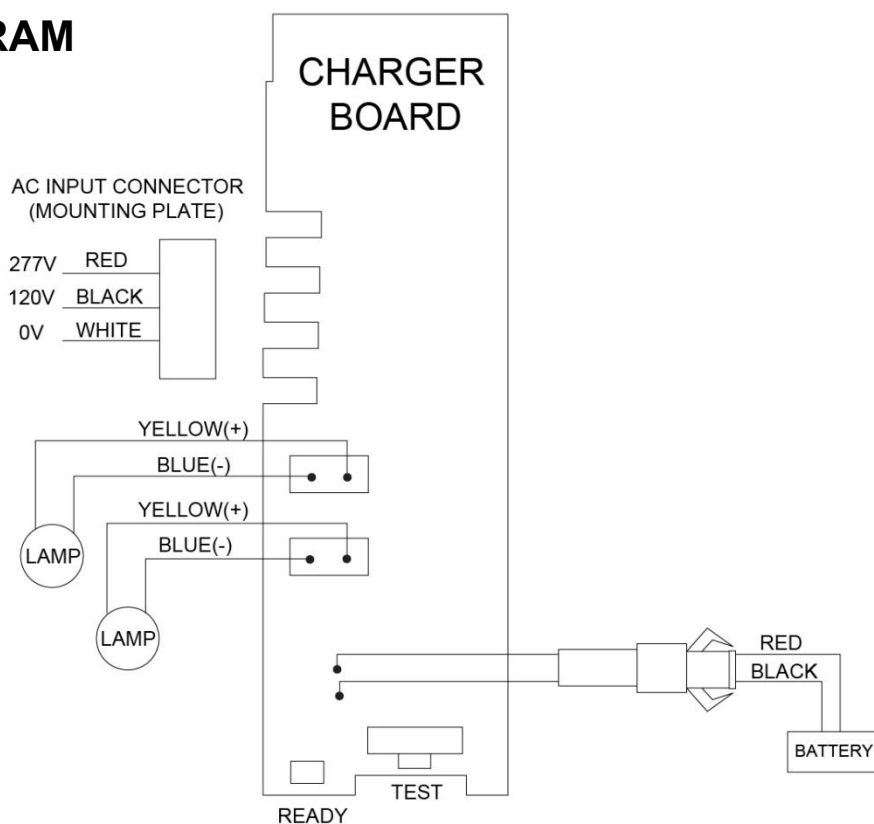 RAM
CHARGER
BOARD
AC INPUT CONNECTOR
(MOUNTING PLATE)
277V RED
120V BLACK
0V WHITE
YELLOW(+)
BLUE(-)
YELLOW(+)
BLUE(-)
LAMP
LAMP
RED
BLACK
BATTERY
TEST
READY